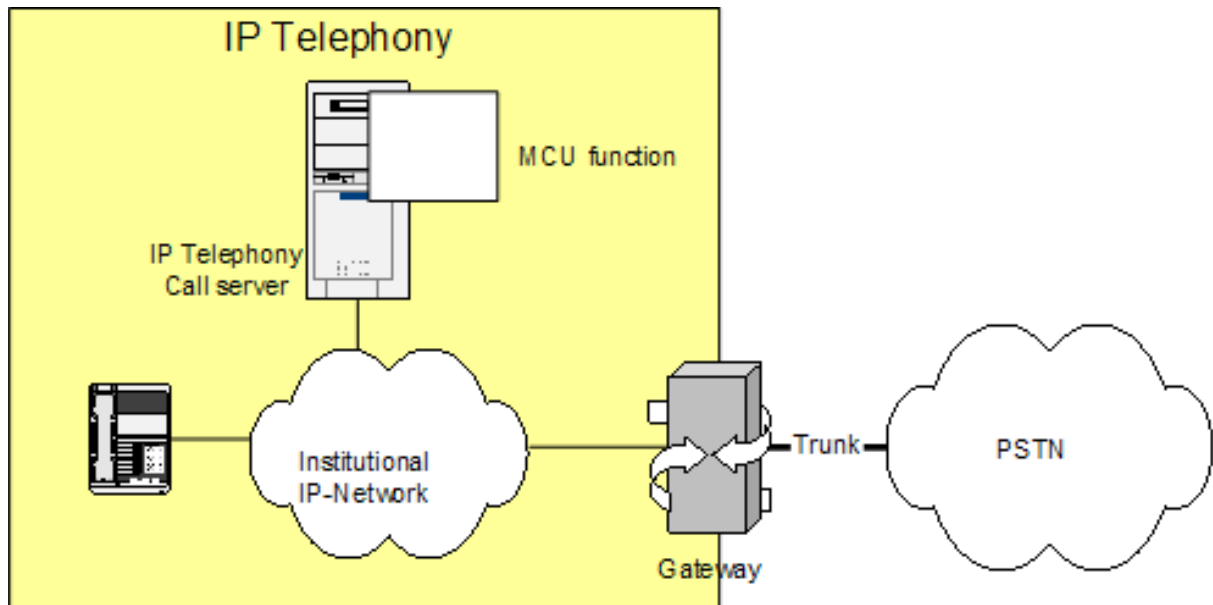 IP Telephony
MCU function
IP Telephony
Call server
Institutional
IP-Network
Trunk
PSTN
Gateway